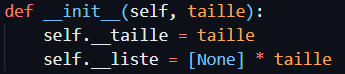 def __init__(self, taille):
    self.__taille = taille
    self.__liste = [None] * taille